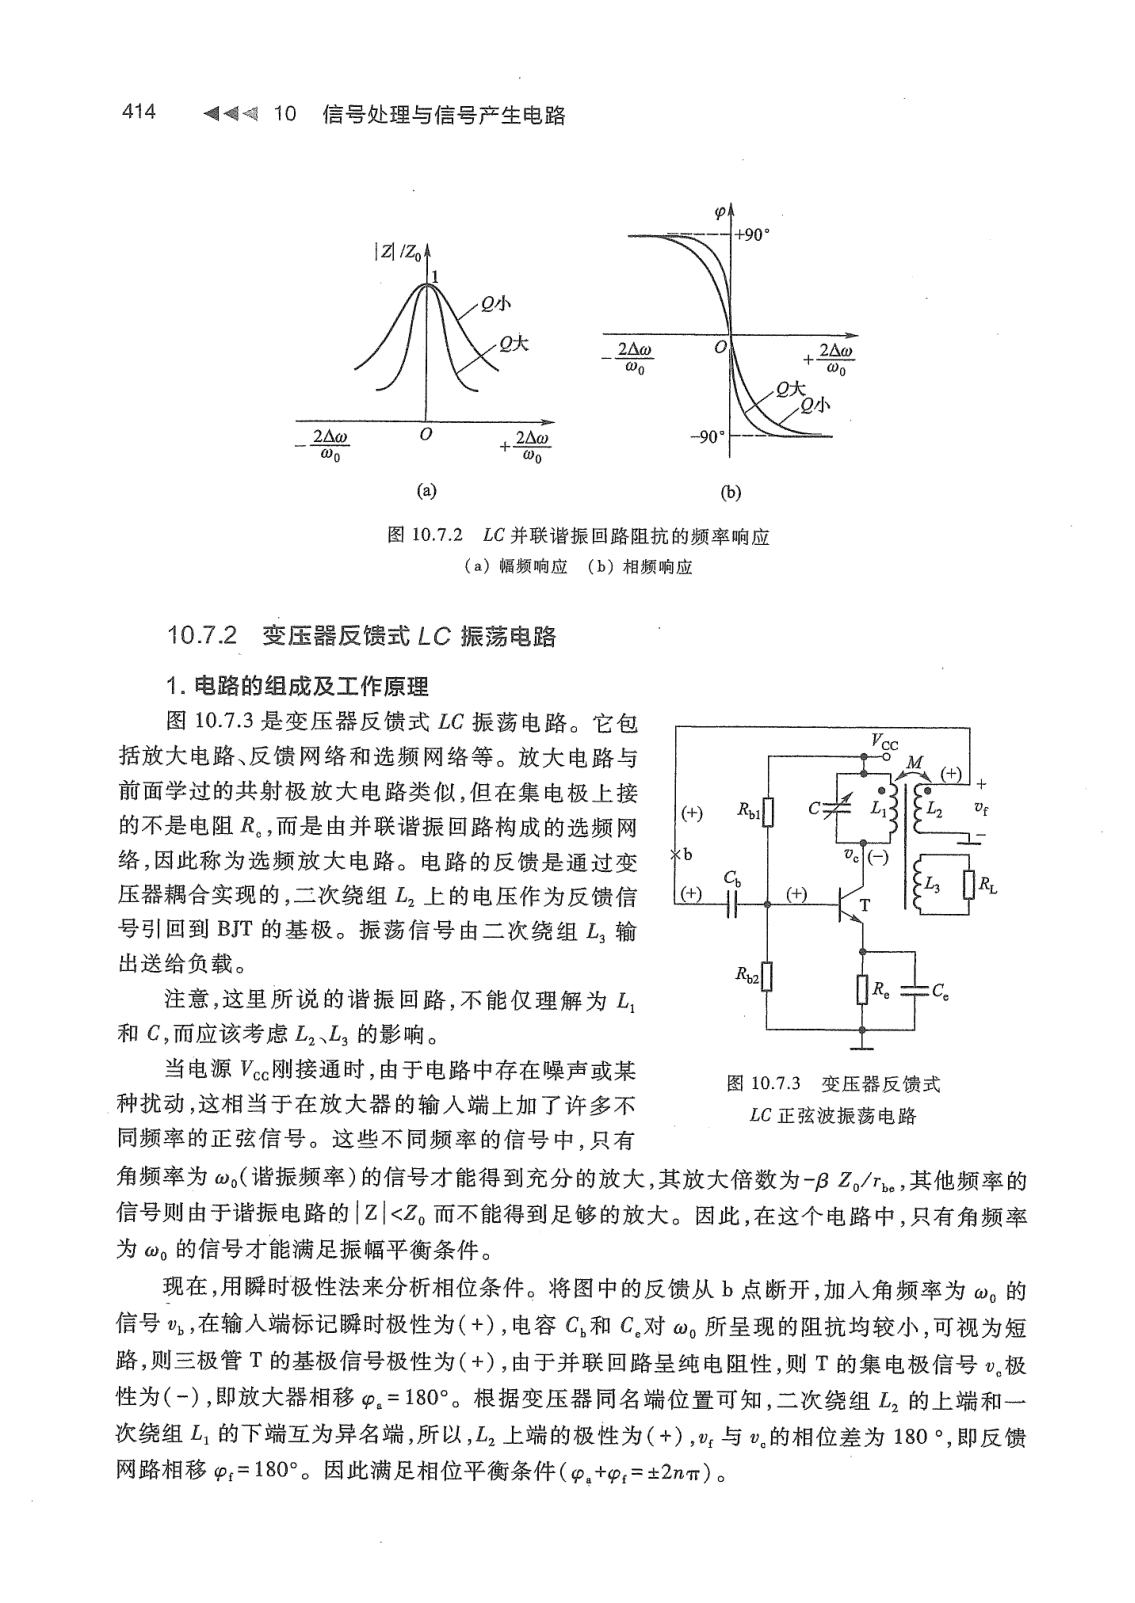 414 10 信号处理与信号产生电路
|Z|/Z₀
1
Q小
Q大
-2Δω/ω₀
O
+2Δω/ω₀
(a)
φ
+90°
-2Δω/ω₀
O
+2Δω/ω₀
Q大
Q小
-90°
(b)
图 10.7.2 LC 并联谐振回路阻抗的频率响应
(a) 幅频响应 (b) 相频响应
10.7.2 变压器反馈式 LC 振荡电路
1. 电路的组成及工作原理
图 10.7.3 是变压器反馈式 LC 振荡电路。它包
括放大电路、反馈网络和选频网络等。放大电路与
前面学过的共射极放大电路类似,但在集电极上接
的不是电阻 Rc,而是由并联谐振回路构成的选频网
络,因此称为选频放大电路。电路的反馈是通过变
压器耦合实现的,二次绕组 L₂ 上的电压作为反馈信
号引回到 BJT 的基极。振荡信号由二次绕组 L₃ 输
出送给负载。
注意,这里所说的谐振回路,不能仅理解为 L₁
和 C,而应该考虑 L₂、L₃ 的影响。
当电源 VCC刚接通时,由于电路中存在噪声或某
种扰动,这相当于在放大器的输入端上加了许多不
同频率的正弦信号。这些不同频率的信号中,只有
VCC
M
(+)
+
(+)
Rb1
C
L₁
L₂
vf
-
b
vc
(-)
Cb
(+)
(+)
T
L₃
RL
Rb2
Re
Ce
图 10.7.3 变压器反馈式
LC 正弦波振荡电路
角频率为 ω₀(谐振频率)的信号才能得到充分的放大,其放大倍数为-β Z₀/rbe,其他频率的
信号则由于谐振电路的|Z|<Z₀ 而不能得到足够的放大。因此,在这个电路中,只有角频率
为 ω₀ 的信号才能满足振幅平衡条件。
现在,用瞬时极性法来分析相位条件。将图中的反馈从 b 点断开,加入角频率为 ω₀ 的
信号 vb,在输入端标记瞬时极性为(+),电容 Cb和 Ce对 ω₀ 所呈现的阻抗均较小,可视为短
路,则三极管 T 的基极信号极性为(+),由于并联回路呈纯电阻性,则 T 的集电极信号 vc极
性为(-),即放大器相移 φa=180°。根据变压器同名端位置可知,二次绕组 L₂ 的上端和一
次绕组 L₁ 的下端互为异名端,所以,L₂ 上端的极性为(+),vf 与 vc的相位差为 180 °,即反馈
网路相移 φf=180°。因此满足相位平衡条件(φa+φf=±2nπ)。